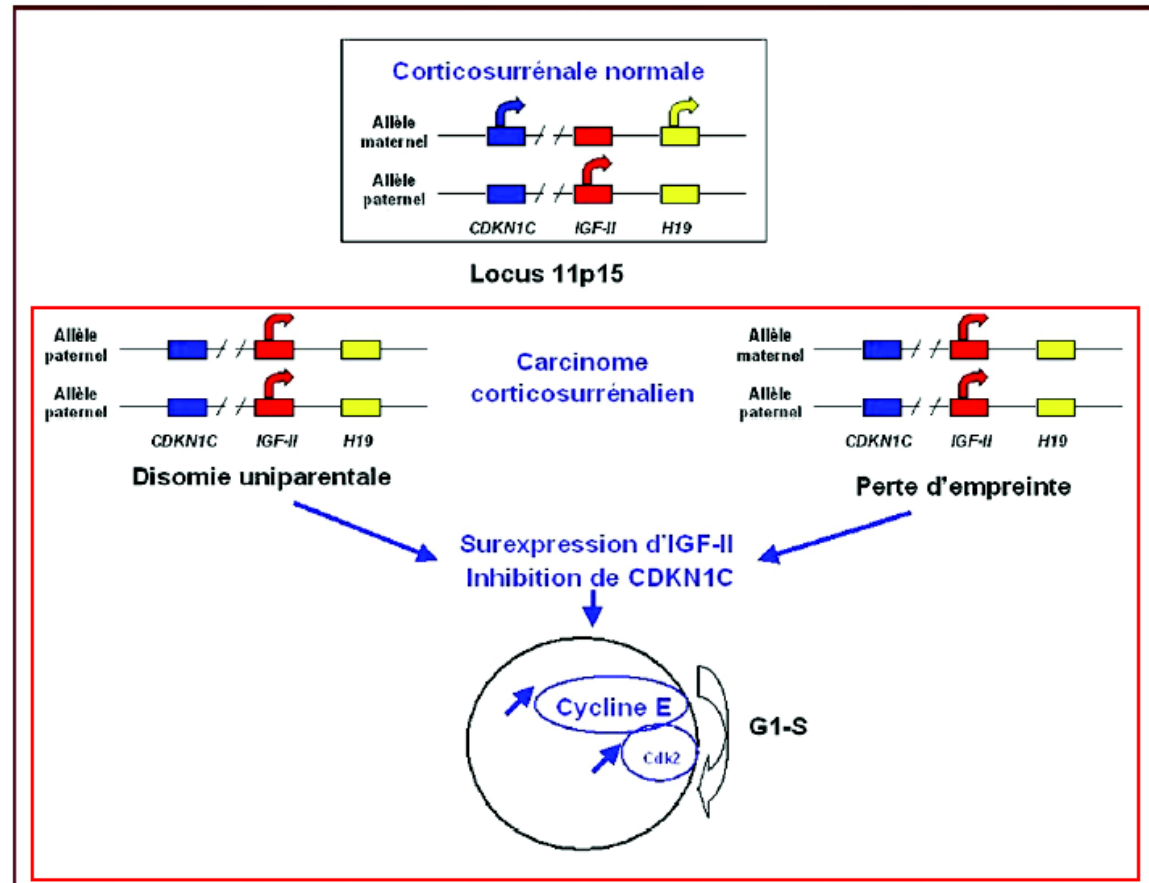 Corticosurrénale normale
Allèle
maternel
Allèle
paternel
CDKN1C IGF-II H19
Locus 11p15
Allèle
paternel
Allèle
paternel
CDKN1C IGF-II H19
Disomie uniparentale
Carcinome
corticosurrénalien
Allèle
maternel
Allèle
paternel
CDKN1C IGF-II H19
Perte d'empreinte
Surexpression d'IGF-II
Inhibition de CDKN1C
Cycline E
Cdk2
G1-S